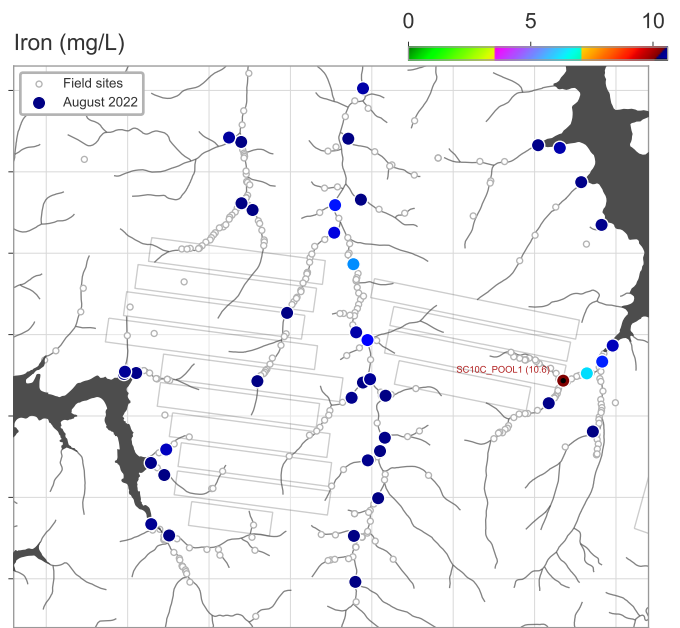 0 5 10
Iron (mg/L)
Field sites
August 2022
SC10C_POOL1 (10.6)